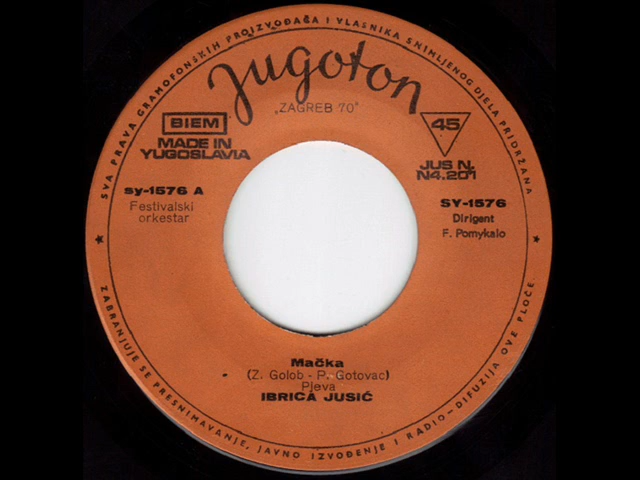 SVA PRAVA GRAMOFONSKIH PROIZVOĐAČA I VLASNIKA SNIMLJENOG DJELA PRIDRŽANA
Jugoton
„ZAGREB 70"
BIEM
MADE IN
YUGOSLAVIA
45
JUS N.
N4.201
sy-1576 A
Festivalski
orkestar
SY-1576
Dirigent
F. Pomykalo
Mačka
(Z. Golob - P. Gotovac)
Pjeva
IBRICA JUSIĆ
ZABRANJUJE SE PRESNIMAVANJE, JAVNO IZVOĐENJE I RADIO-DIFUZIJA OVE PLOČE